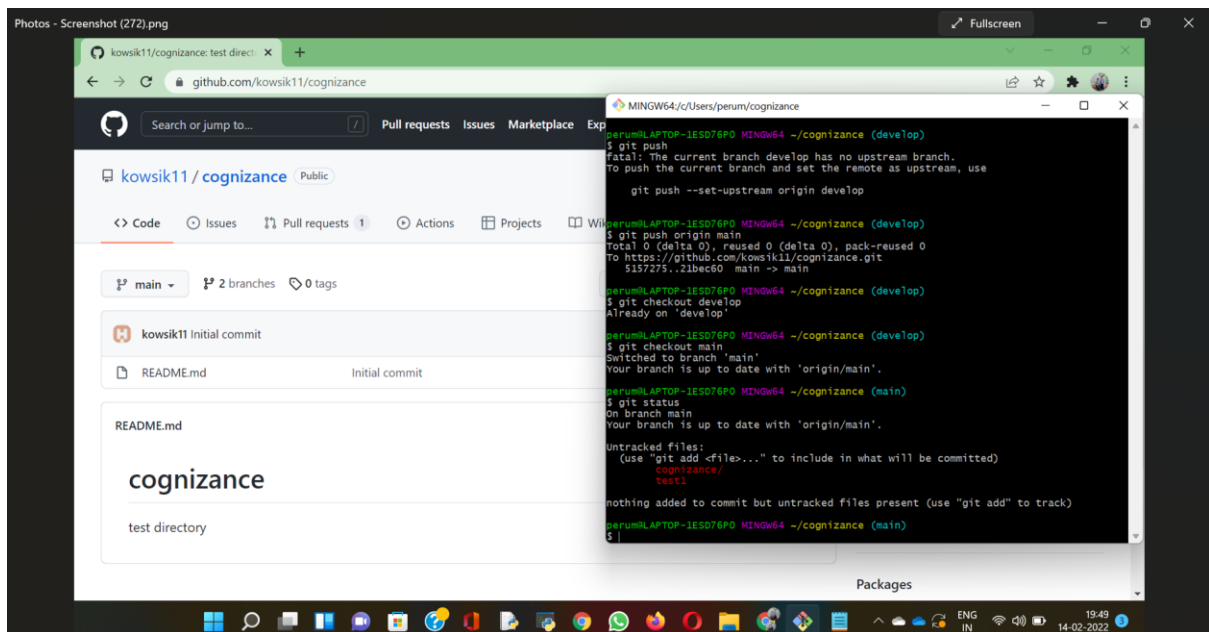 Photos - Screenshot (272).png
Fullscreen
kowsik11/cognizance: test direct
github.com/kowsik11/cognizance
Search or jump to...
/
Pull requests Issues Marketplace Exp
kowsik11 / cognizance Public
Code Issues Pull requests 1 Actions Projects Wik
main 2 branches 0 tags
kowsik11 Initial commit
README.md Initial commit
README.md
cognizance
test directory
Packages
MINGW64:/c/Users/perum/cognizance
perum@LAPTOP-1ESD76P0 MINGW64 ~/cognizance (develop)
$ git push
fatal: The current branch develop has no upstream branch.
To push the current branch and set the remote as upstream, use
git push --set-upstream origin develop
perum@LAPTOP-1ESD76P0 MINGW64 ~/cognizance (develop)
$ git push origin main
Total 0 (delta 0), reused 0 (delta 0), pack-reused 0
To https://github.com/kowsik11/cognizance.git
5157275..21bec60 main -> main
perum@LAPTOP-1ESD76P0 MINGW64 ~/cognizance (develop)
$ git checkout develop
Already on 'develop'
perum@LAPTOP-1ESD76P0 MINGW64 ~/cognizance (develop)
$ git checkout main
Switched to branch 'main'
Your branch is up to date with 'origin/main'.
perum@LAPTOP-1ESD76P0 MINGW64 ~/cognizance (main)
$ git status
On branch main
Your branch is up to date with 'origin/main'.
Untracked files:
(use "git add <file>..." to include in what will be committed)
cognizance/
test1
nothing added to commit but untracked files present (use "git add" to track)
perum@LAPTOP-1ESD76P0 MINGW64 ~/cognizance (main)
$
ENG
IN
19:49
14-02-2022
3